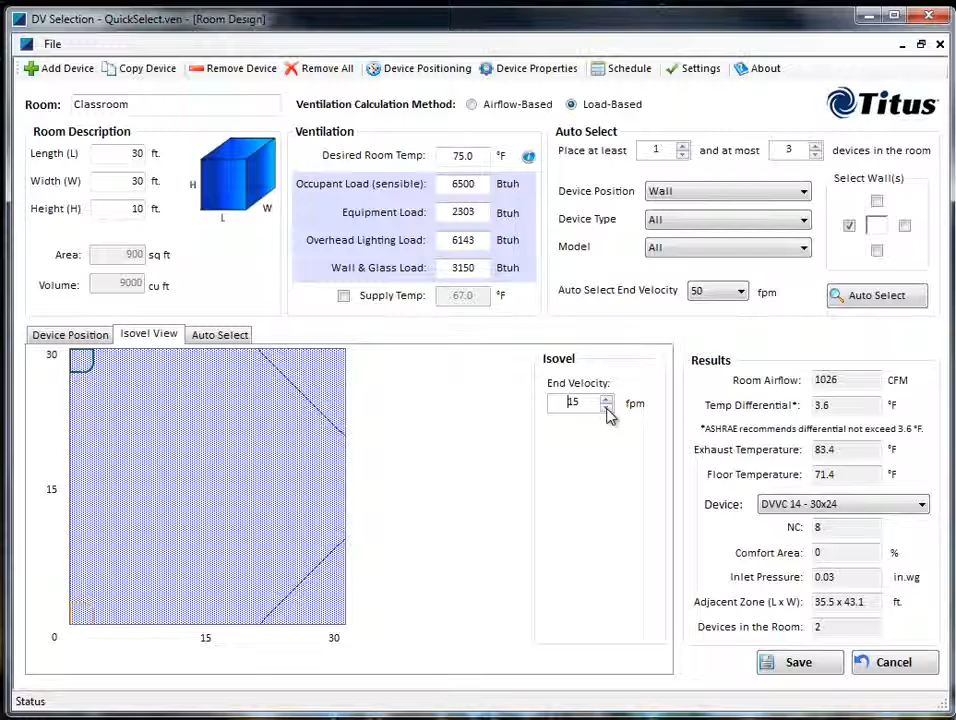 DV Selection - QuickSelect.ven - [Room Design]
File
Add Device Copy Device Remove Device Remove All Device Positioning Device Properties Schedule Settings About
Room: Classroom Ventilation Calculation Method: Airflow-Based Load-Based Titus
Room Description Ventilation Auto Select
Length (L) 30 ft. Desired Room Temp: 75.0 °F Place at least 1 and at most 3 devices in the room
Width (W) 30 ft. Occupant Load (sensible): 6500 Btuh Device Position Wall Select Wall(s)
Height (H) 10 ft. H W L Equipment Load: 2303 Btuh Device Type All
Area: 900 sq ft Overhead Lighting Load: 6143 Btuh Model All
Volume: 9000 cu ft Wall & Glass Load: 3150 Btuh
Supply Temp: 67.0 °F Auto Select End Velocity 50 fpm Auto Select
Device Position Isovel View Auto Select
30 15 0 15 30
Isovel
End Velocity:
15 fpm
Results
Room Airflow: 1026 CFM
Temp Differential*: 3.6 °F
*ASHRAE recommends differential not exceed 3.6 °F.
Exhaust Temperature: 83.4 °F
Floor Temperature: 71.4 °F
Device: DVVC 14 - 30x24
NC: 8
Comfort Area: 0 %
Inlet Pressure: 0.03 in.wg
Adjacent Zone (L x W): 35.5 x 43.1 ft.
Devices in the Room: 2
Save Cancel
Status